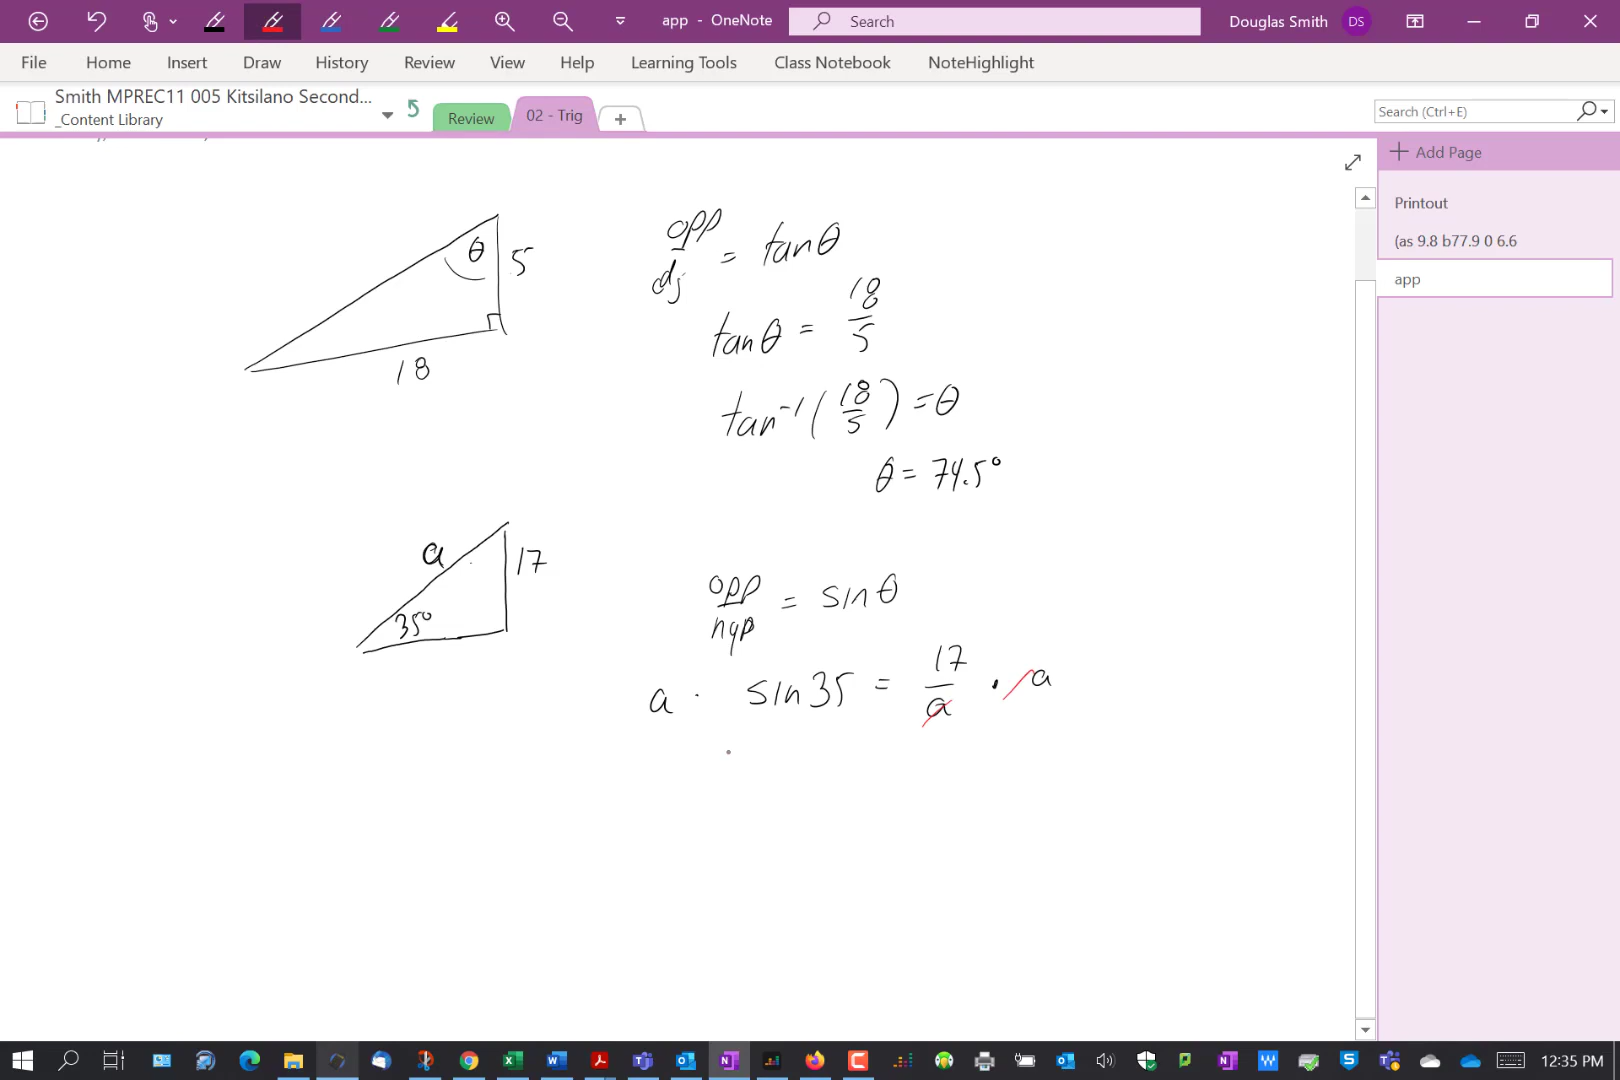 app - OneNote
Search
Douglas Smith DS
File Home Insert Draw History Review View Help Learning Tools Class Notebook NoteHighlight
Smith MPREC11 005 Kitsilano Second...
_Content Library
Review 02 - Trig
Search (Ctrl+E)
Add Page
Printout
(as 9.8 b77.9 0 6.6
app
θ 5
18
opp
dj = tanθ
tanθ = 18/5
tan⁻¹(18/5) = θ
θ = 74.5°
a 17
35°
opp/hyp = sinθ
a · sin35 = 17/a · a
12:35 PM